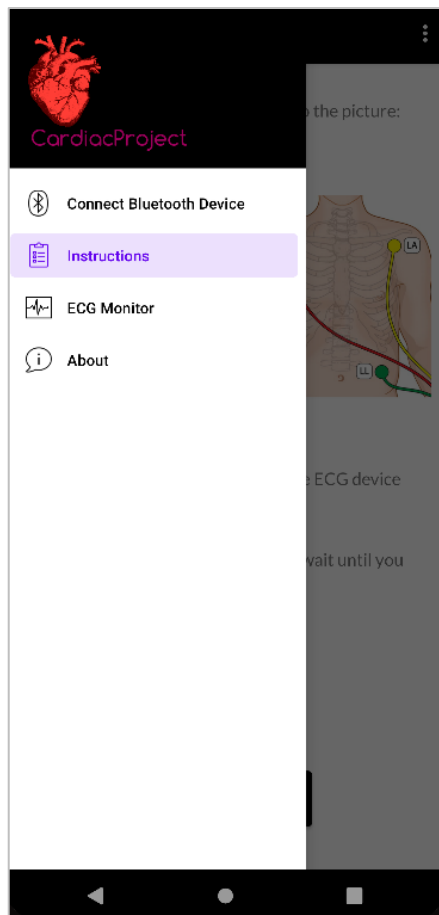 CardiacProject
Connect Bluetooth Device
Instructions
ECG Monitor
About
the picture:
LA
LL
ECG device
wait until you